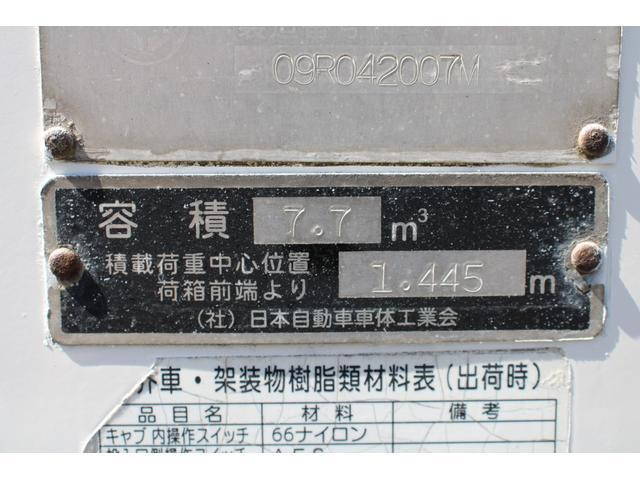 09R042007M
容積 7.7 m³
積載荷重中心位置
荷箱前端より 1.445 m
(社)日本自動車車体工業会
車・架装物樹脂類材料表(出荷時)
品目名 材料 備考
キャブ内操作スイッチ 66ナイロン